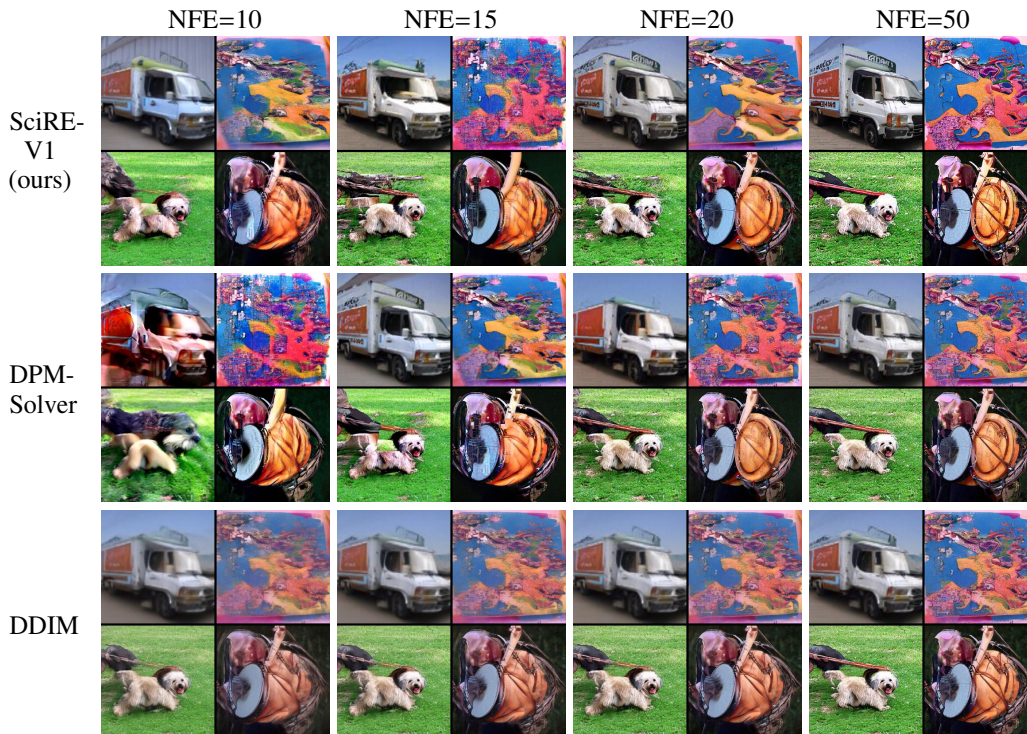 NFE=10 NFE=15 NFE=20 NFE=50
SciRE-
V1
(ours)
DPM-
Solver
DDIM